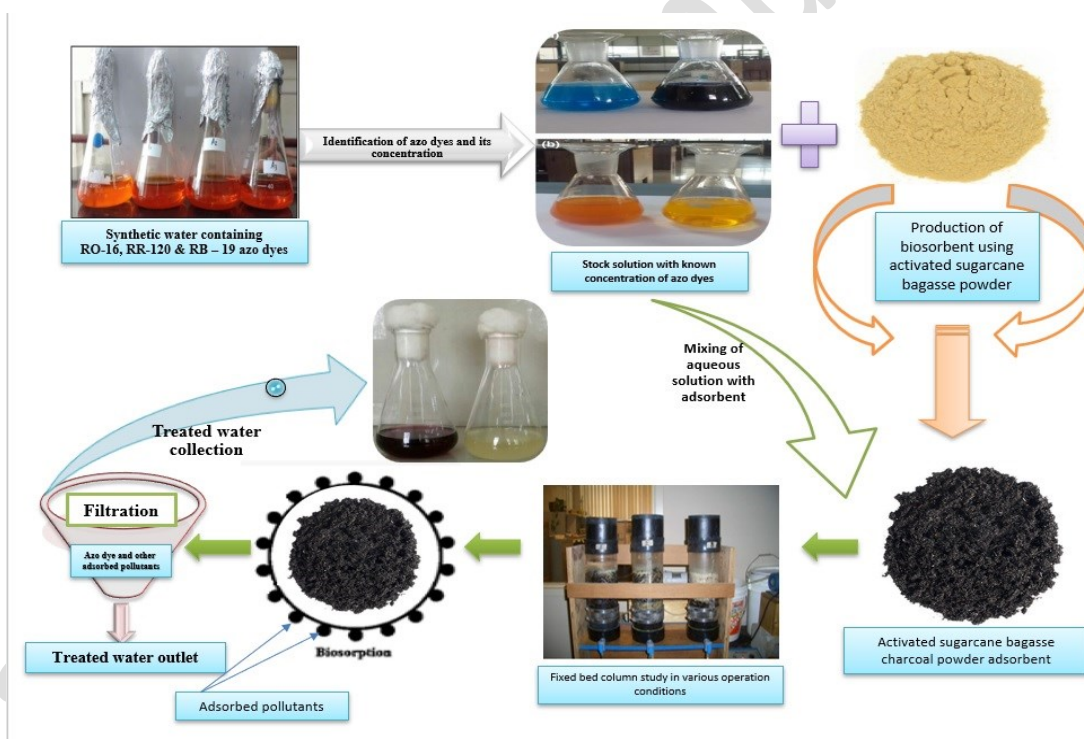 Identification of azo dyes and its
concentration
Synthetic water containing
RO-16, RR-120 & RB – 19 azo dyes
(b)
Stock solution with known
concentration of azo dyes
Production of
biosorbent using
activated sugarcane
bagasse powder
Mixing of
aqueous
solution with
adsorbent
Treated water
collection
Filtration
Azo dye and other
adsorbed pollutants
Treated water outlet
Biosorption
Adsorbed pollutants
Fixed bed column study in various operation
conditions
Activated sugarcane bagasse
charcoal powder adsorbent